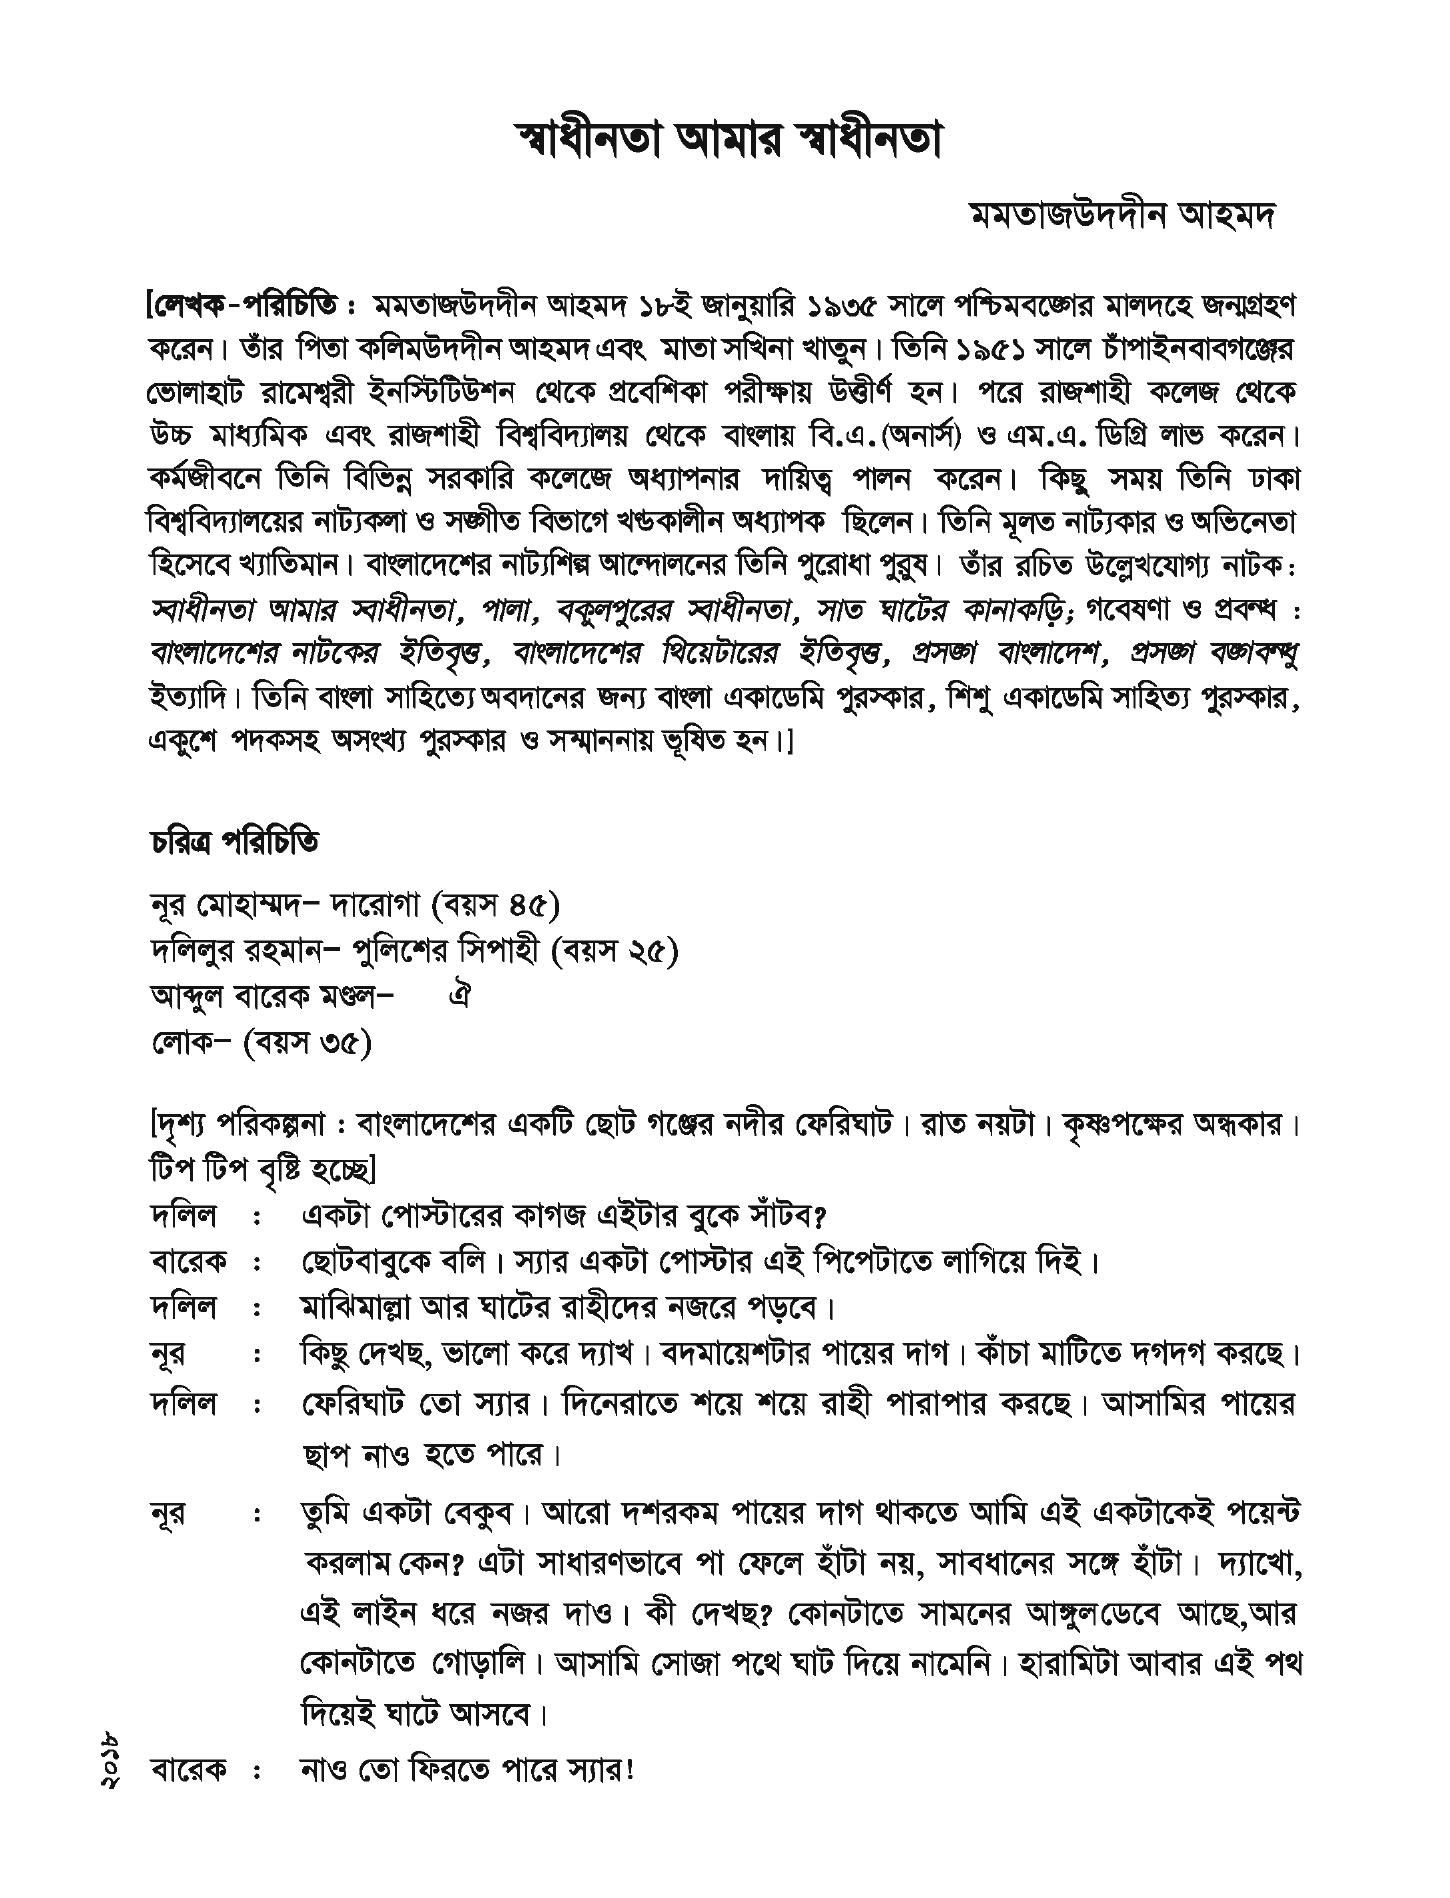 স্বাধীনতা আমার স্বাধীনতা
মমতাজউদদীন আহমদ
[লেখক-পরিচিতি : মমতাজউদদীন আহমদ ১৮ই জানুয়ারি ১৯৩৫ সালে পশ্চিমবঙ্গের মালদহে জন্মগ্রহণ
করেন। তাঁর পিতা কলিমউদদীন আহমদ এবং মাতা সখিনা খাতুন। তিনি ১৯৫১ সালে চাঁপাইনবাবগঞ্জের
ভোলাহাট রামেশ্বরী ইনস্টিটিউশন থেকে প্রবেশিকা পরীক্ষায় উত্তীর্ণ হন। পরে রাজশাহী কলেজ থেকে
উচ্চ মাধ্যমিক এবং রাজশাহী বিশ্ববিদ্যালয় থেকে বাংলায় বি.এ.(অনার্স) ও এম.এ. ডিগ্রি লাভ করেন।
কর্মজীবনে তিনি বিভিন্ন সরকারি কলেজে অধ্যাপনার দায়িত্ব পালন করেন। কিছু সময় তিনি ঢাকা
বিশ্ববিদ্যালয়ের নাট্যকলা ও সঙ্গীত বিভাগে খণ্ডকালীন অধ্যাপক ছিলেন। তিনি মূলত নাট্যকার ও অভিনেতা
হিসেবে খ্যাতিমান। বাংলাদেশের নাট্যশিল্প আন্দোলনের তিনি পুরোধা পুরুষ। তাঁর রচিত উল্লেখযোগ্য নাটক:
স্বাধীনতা আমার স্বাধীনতা, পালা, বকুলপুরের স্বাধীনতা, সাত ঘাটের কানাকড়ি; গবেষণা ও প্রবন্ধ :
বাংলাদেশের নাটকের ইতিবৃত্ত, বাংলাদেশের থিয়েটারের ইতিবৃত্ত, প্রসঙ্গ বাংলাদেশ, প্রসঙ্গ বঙ্গবন্ধু
ইত্যাদি। তিনি বাংলা সাহিত্যে অবদানের জন্য বাংলা একাডেমি পুরস্কার, শিশু একাডেমি সাহিত্য পুরস্কার,
একুশে পদকসহ অসংখ্য পুরস্কার ও সম্মাননায় ভূষিত হন।]
চরিত্র পরিচিতি
নূর মোহাম্মদ– দারোগা (বয়স ৪৫)
দলিলুর রহমান– পুলিশের সিপাহী (বয়স ২৫)
আব্দুল বারেক মণ্ডল– ঐ
লোক– (বয়স ৩৫)
[দৃশ্য পরিকল্পনা : বাংলাদেশের একটি ছোট গঞ্জের নদীর ফেরিঘাট। রাত নয়টা। কৃষ্ণপক্ষের অন্ধকার।
টিপ টিপ বৃষ্টি হচ্ছে]
দলিল : একটা পোস্টারের কাগজ এইটার বুকে সাঁটব?
বারেক : ছোটবাবুকে বলি। স্যার একটা পোস্টার এই পিপেটাতে লাগিয়ে দিই।
দলিল : মাঝিমাল্লা আর ঘাটের রাহীদের নজরে পড়বে।
নূর : কিছু দেখছ, ভালো করে দ্যাখ। বদমায়েশটার পায়ের দাগ। কাঁচা মাটিতে দগদগ করছে।
দলিল : ফেরিঘাট তো স্যার। দিনেরাতে শয়ে শয়ে রাহী পারাপার করছে। আসামির পায়ের
ছাপ নাও হতে পারে।
নূর : তুমি একটা বেকুব। আরো দশরকম পায়ের দাগ থাকতে আমি এই একটাকেই পয়েন্ট
করলাম কেন? এটা সাধারণভাবে পা ফেলে হাঁটা নয়, সাবধানের সঙ্গে হাঁটা। দ্যাখো,
এই লাইন ধরে নজর দাও। কী দেখছ? কোনটাতে সামনের আঙ্গুলডেবে আছে,আর
কোনটাতে গোড়ালি। আসামি সোজা পথে ঘাট দিয়ে নামেনি। হারামিটা আবার এই পথ
দিয়েই ঘাটে আসবে।
বারেক : নাও তো ফিরতে পারে স্যার!
২০১৮